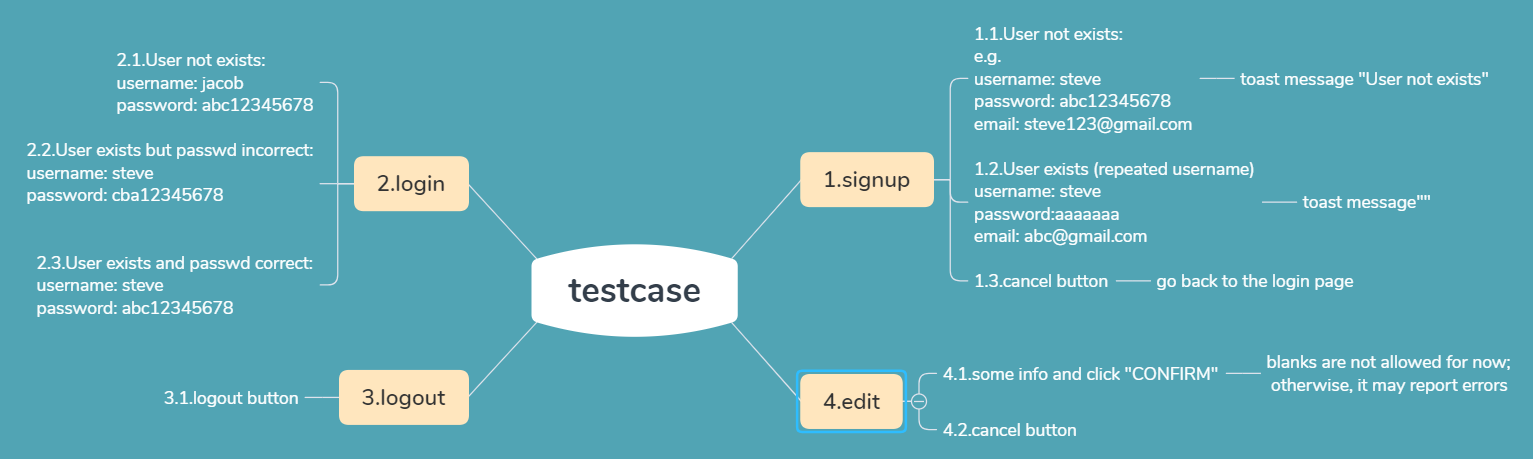 testcase
1.signup
1.1.User not exists:
e.g.
username: steve
password: abc12345678
email: steve123@gmail.com
toast message "User not exists"
1.2.User exists (repeated username)
username: steve
password:aaaaaaa
email: abc@gmail.com
toast message""
1.3.cancel button
go back to the login page
2.login
2.1.User not exists:
username: jacob
password: abc12345678
2.2.User exists but passwd incorrect:
username: steve
password: cba12345678
2.3.User exists and passwd correct:
username: steve
password: abc12345678
3.logout
3.1.logout button
4.edit
4.1.some info and click "CONFIRM"
blanks are not allowed for now;
otherwise, it may report errors
4.2.cancel button